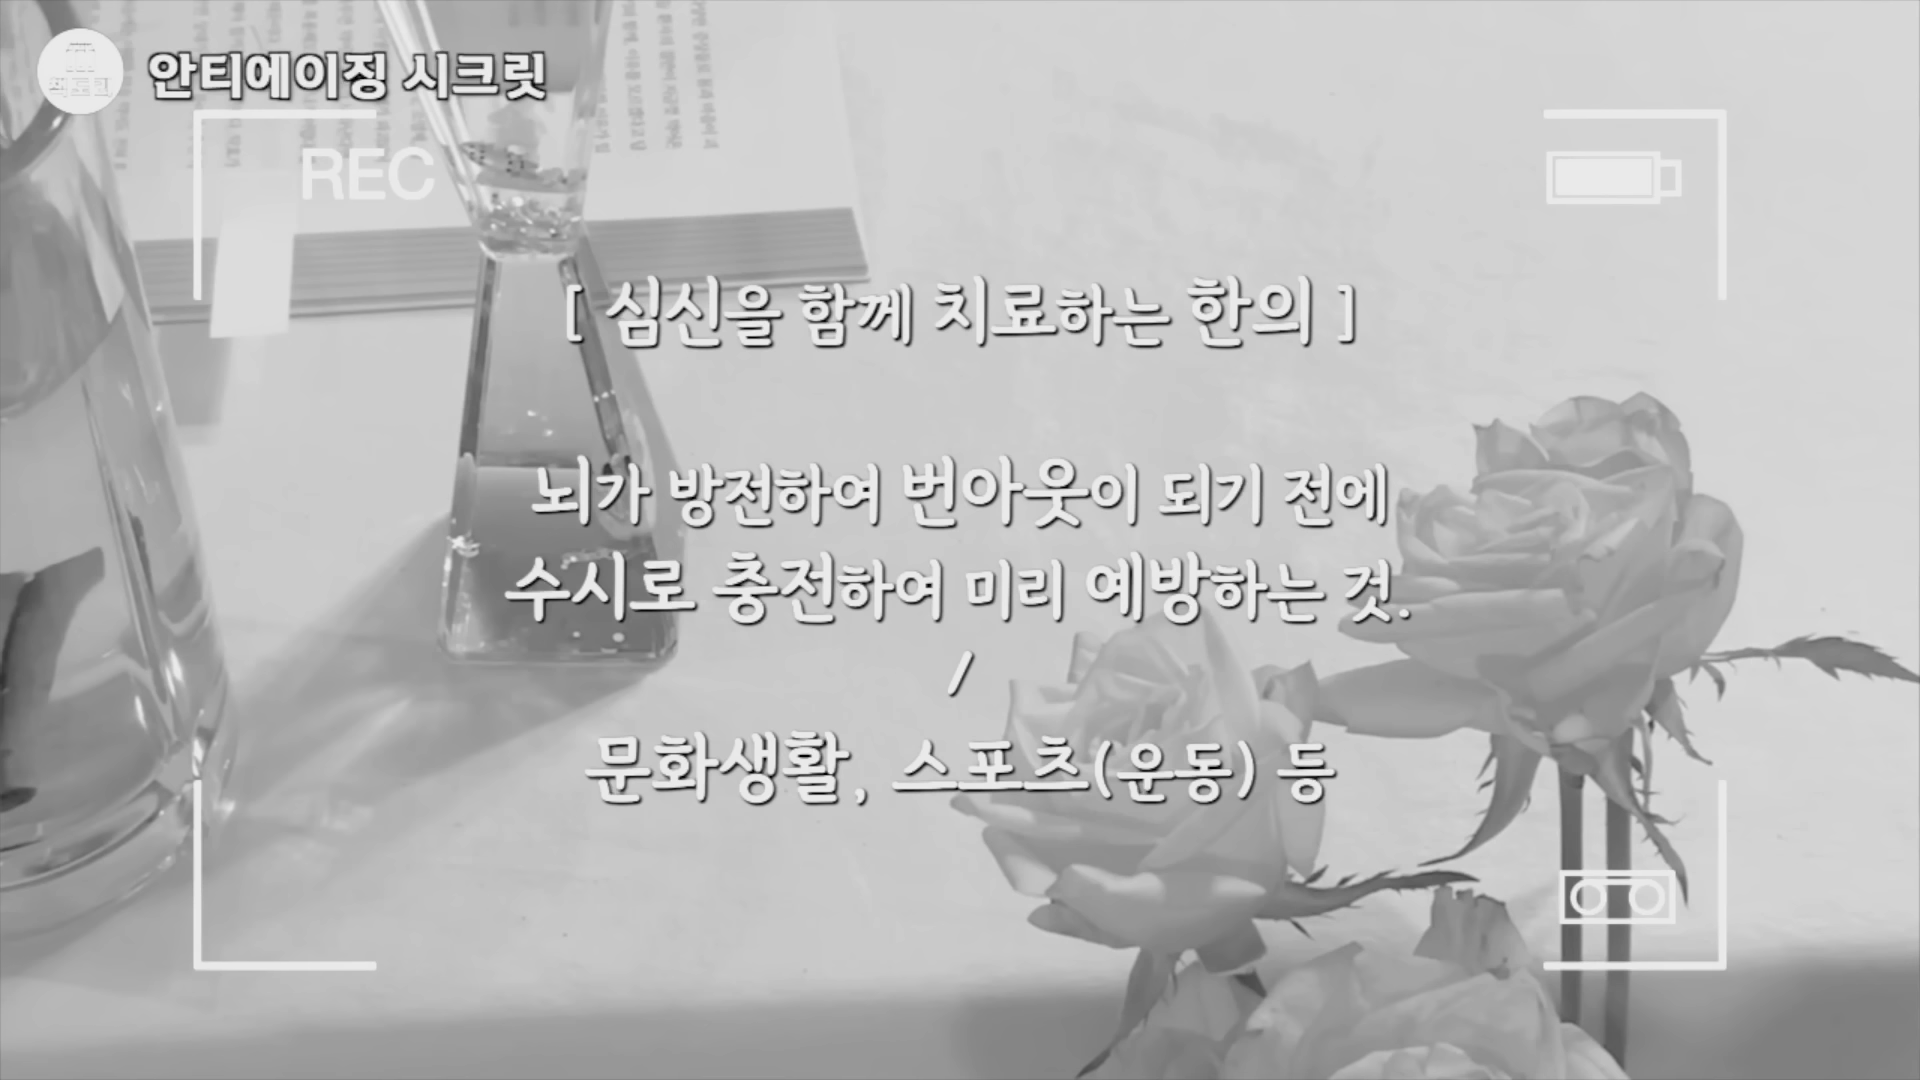 안티에이징 시크릿
REC
[ 심신을 함께 치료하는 한의 ]
뇌가 방전하여 번아웃이 되기 전에
수시로 충전하여 미리 예방하는 것.
/
문화생활, 스포츠(운동) 등